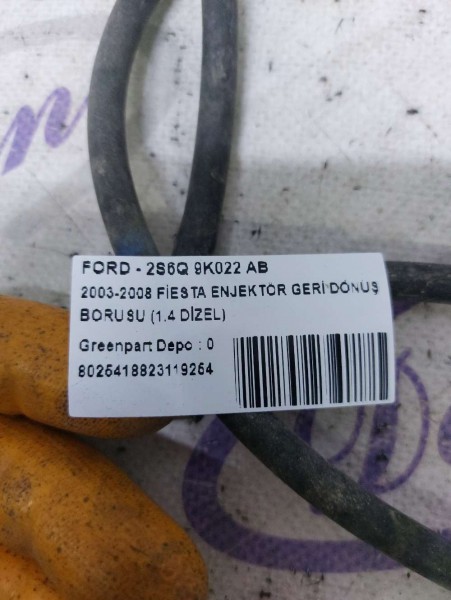 FORD - 2S6Q 9K022 AB
2003-2008 FİESTA ENJEKTÖR GERİ DÖNÜŞ
BORUSU (1.4 DİZEL)
Greenpart Depo : 0
8025418823119254